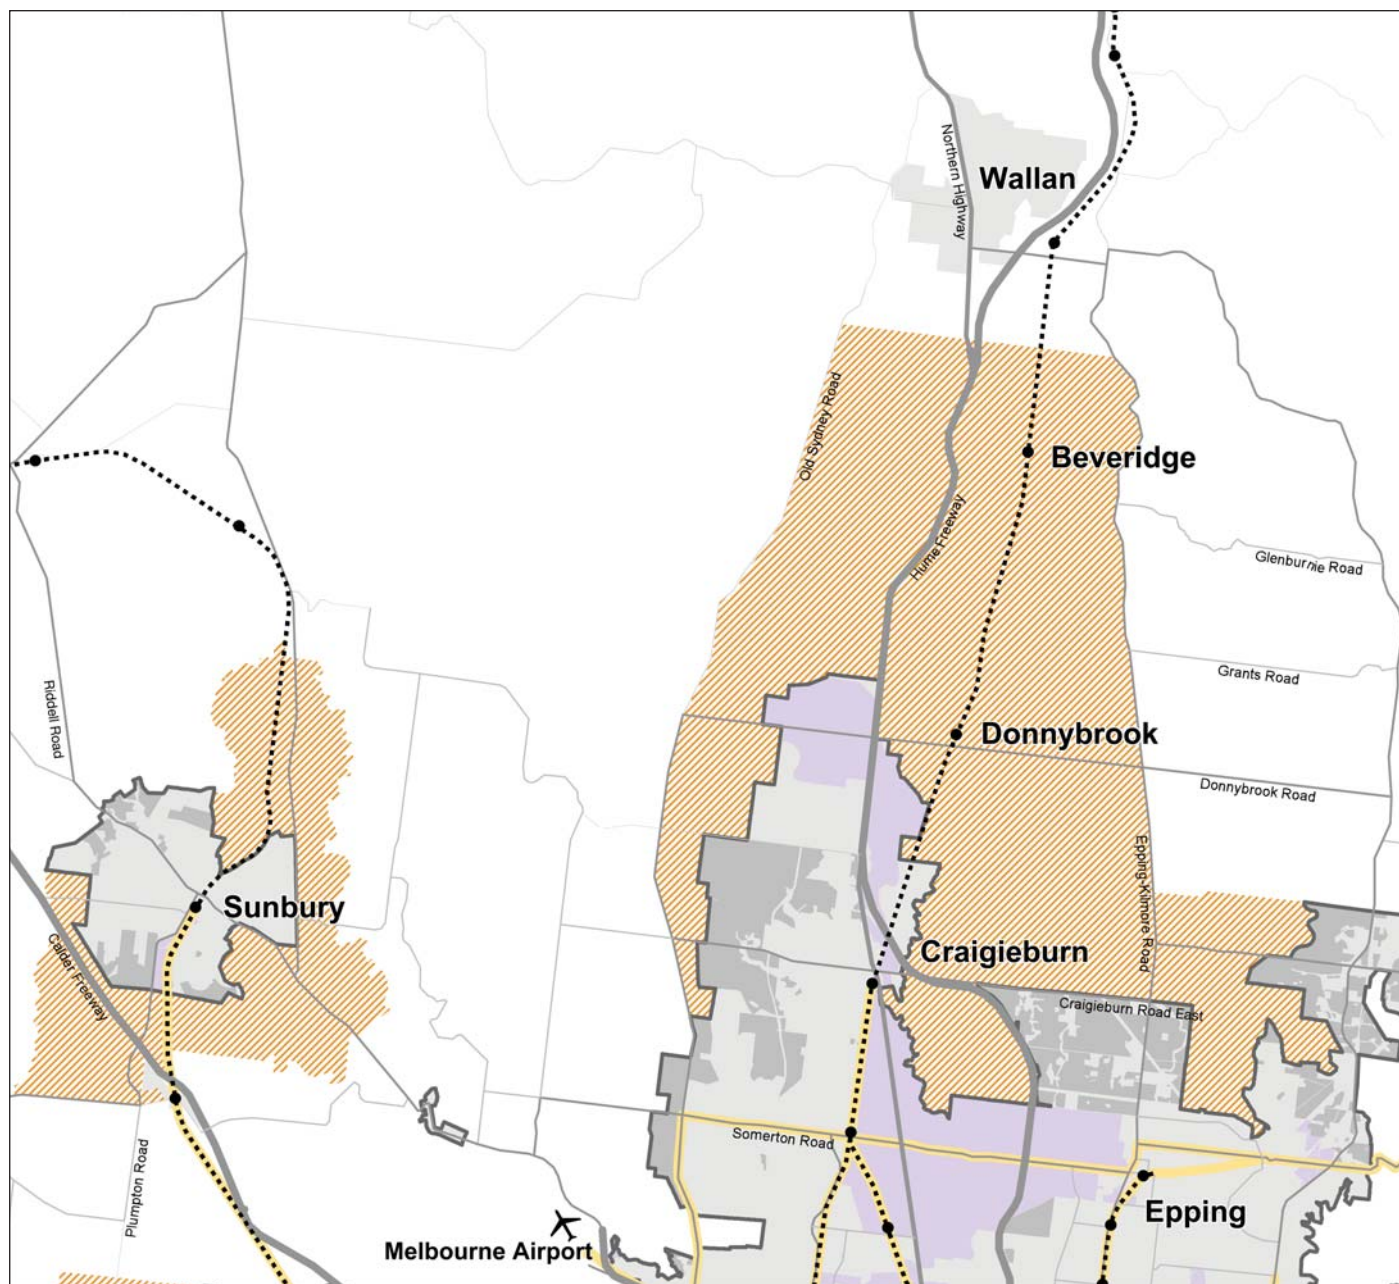 Northern Highway
Wallan
Old Sydney Road
Beveridge
Hume Freeway
Glenburnie Road
Grants Road
Riddell Road
Donnybrook
Donnybrook Road
Epping-Kilmore Road
Sunbury
Calder Freeway
Craigieburn
Craigieburn Road East
Somerton Road
Plumpton Road
Epping
Melbourne Airport